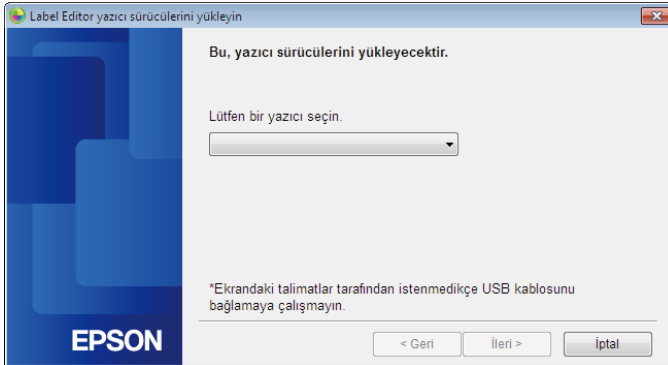 Label Editor yazıcı sürücülerini yükleyin
Bu, yazıcı sürücülerini yükleyecektir.
Lütfen bir yazıcı seçin.
*Ekrandaki talimatlar tarafından istenmedikçe USB kablosunu
bağlamaya çalışmayın.
EPSON
< Geri
İleri >
İptal